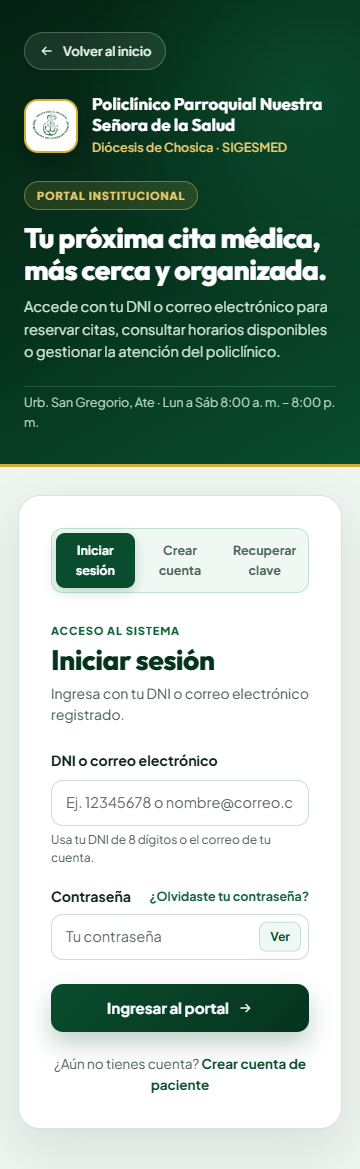 ← Volver al inicio
Policlínico Parroquial Nuestra
Señora de la Salud
Diócesis de Chosica · SIGESMED
PORTAL INSTITUCIONAL
Tu próxima cita médica,
más cerca y organizada.
Accede con tu DNI o correo electrónico para
reservar citas, consultar horarios disponibles
o gestionar la atención del policlínico.
Urb. San Gregorio, Ate · Lun a Sáb 8:00 a. m. – 8:00 p.
m.
Iniciar
sesión
Crear
cuenta
Recuperar
clave
ACCESO AL SISTEMA
Iniciar sesión
Ingresa con tu DNI o correo electrónico
registrado.
DNI o correo electrónico
Ej. 12345678 o nombre@correo.c
Usa tu DNI de 8 dígitos o el correo de tu
cuenta.
Contraseña ¿Olvidaste tu contraseña?
Tu contraseña Ver
Ingresar al portal →
¿Aún no tienes cuenta? Crear cuenta de
paciente